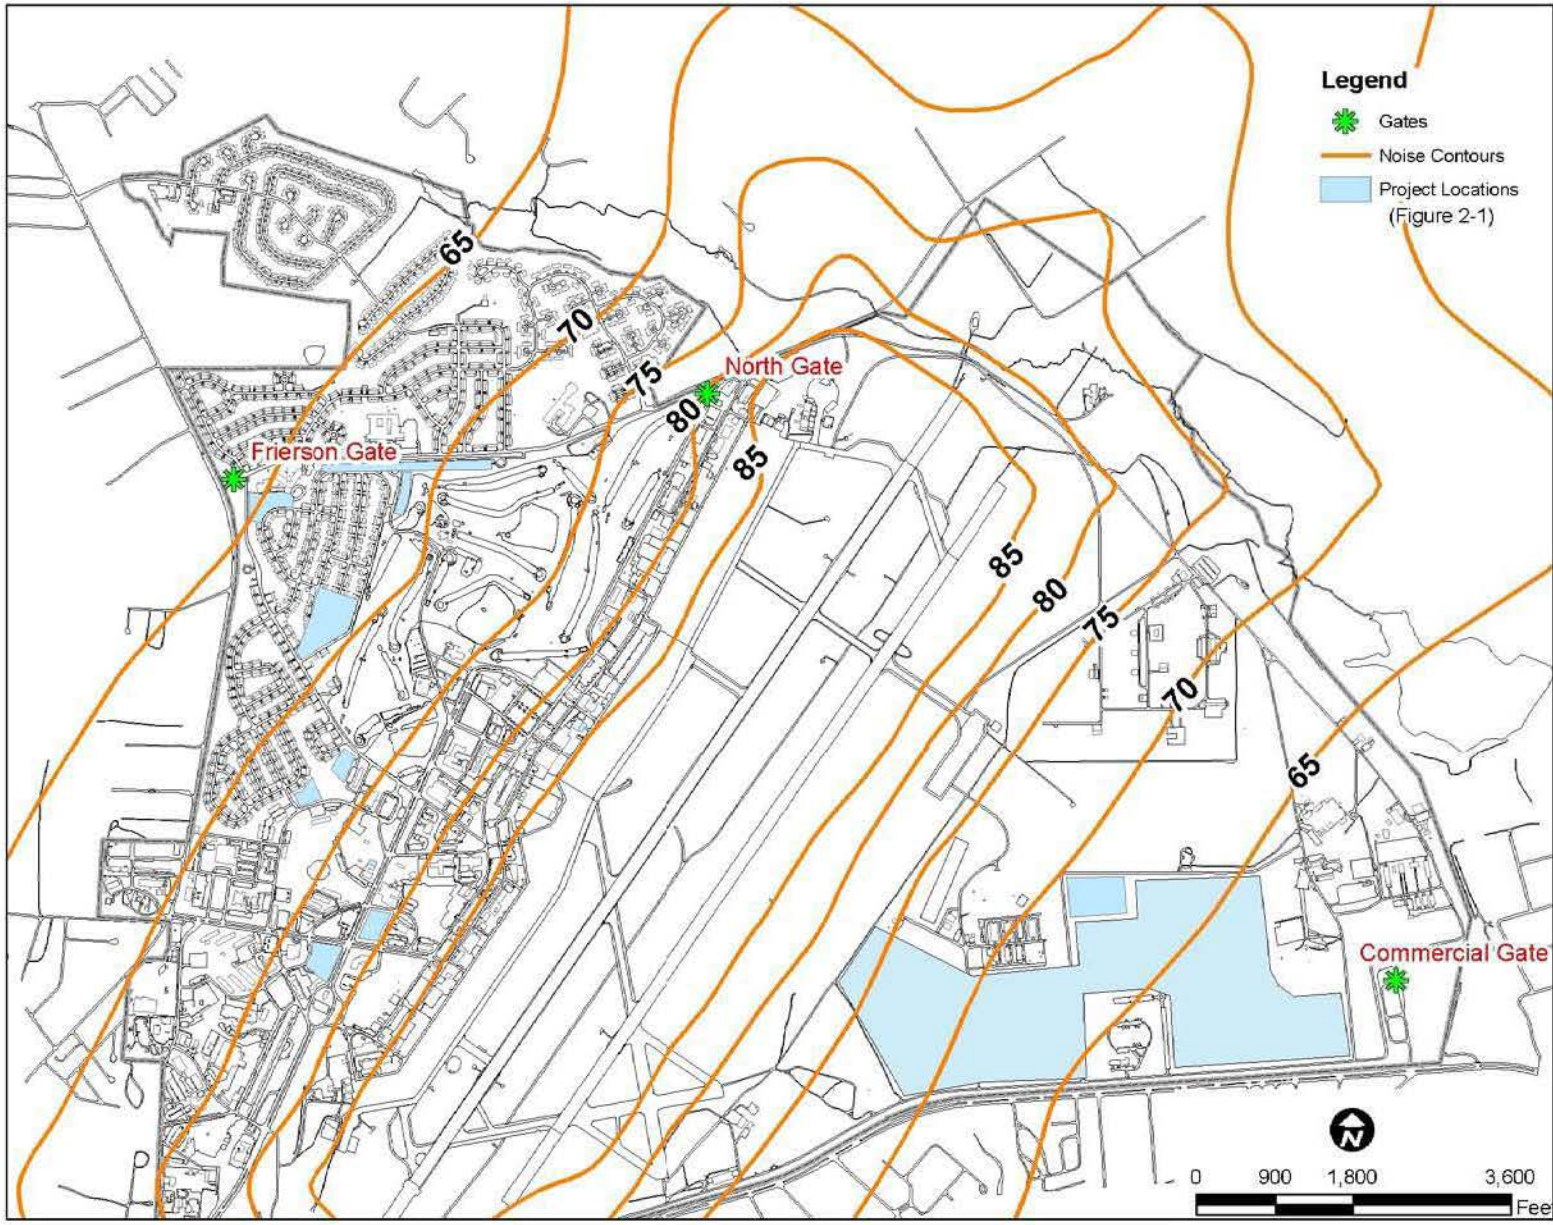 Legend
Gates
Noise Contours
Project Locations
(Figure 2-1)
65
70
75
North Gate
80
Frierson Gate
85
85
80
75
70
65
Commercial Gate
N
0 900 1,800 3,600
Feet